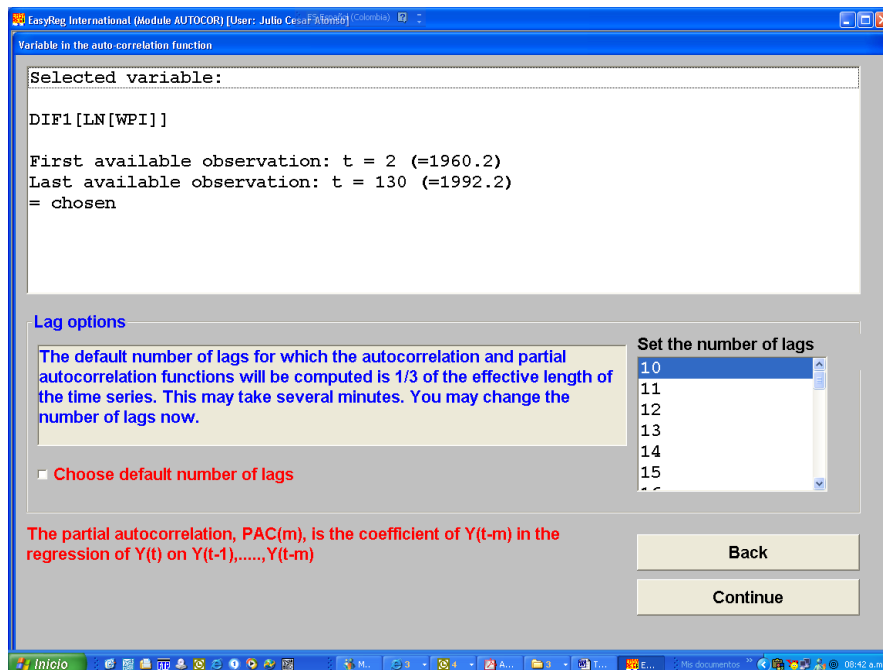 EasyReg International (Module AUTOCOR) [User: Julio Cesar Alonso]
(Colombia)
Variable in the auto-correlation function
Selected variable:
DIF1[LN[WPI]]
First available observation: t = 2 (=1960.2)
Last available observation: t = 130 (=1992.2)
= chosen
Lag options
The default number of lags for which the autocorrelation and partial
autocorrelation functions will be computed is 1/3 of the effective length of
the time series. This may take several minutes. You may change the
number of lags now.
Choose default number of lags
Set the number of lags
10
11
12
13
14
15
The partial autocorrelation, PAC(m), is the coefficient of Y(t-m) in the
regression of Y(t) on Y(t-1),.....,Y(t-m)
Back
Continue
Inicio
M...
3
4
A...
3
T...
E...
Mis documentos
08:42 a.m.